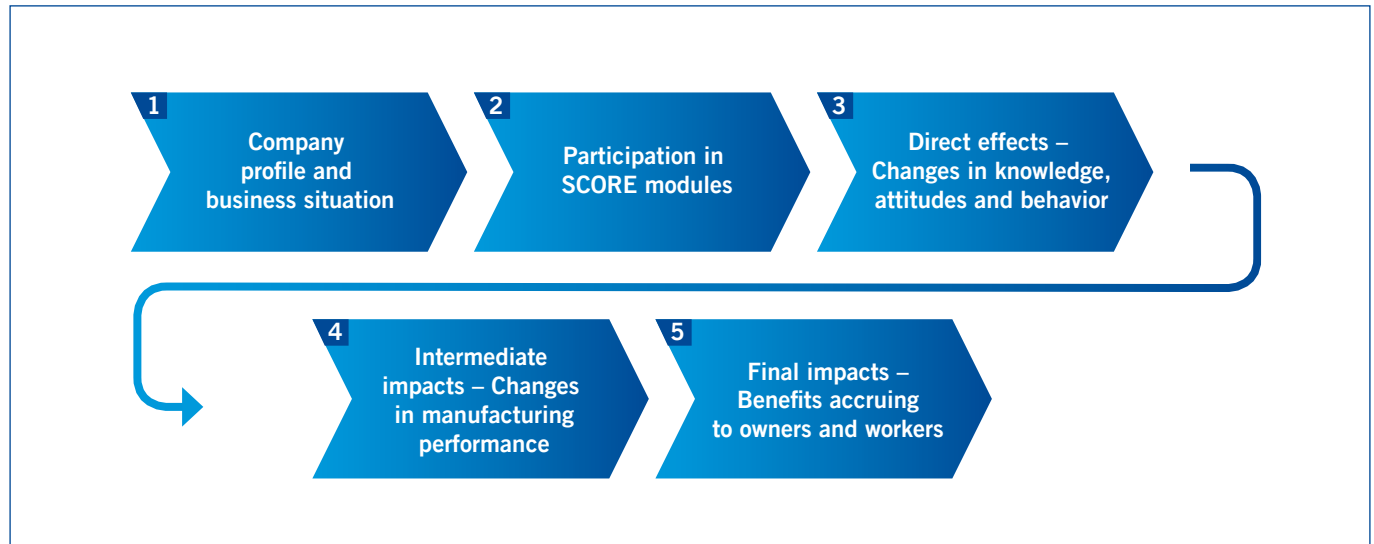 1
Company
profile and
business situation
2
Participation in
SCORE modules
3
Direct effects –
Changes in knowledge,
attitudes and behavior
4
Intermediate
impacts – Changes
in manufacturing
performance
5
Final impacts –
Benefits accruing
to owners and workers